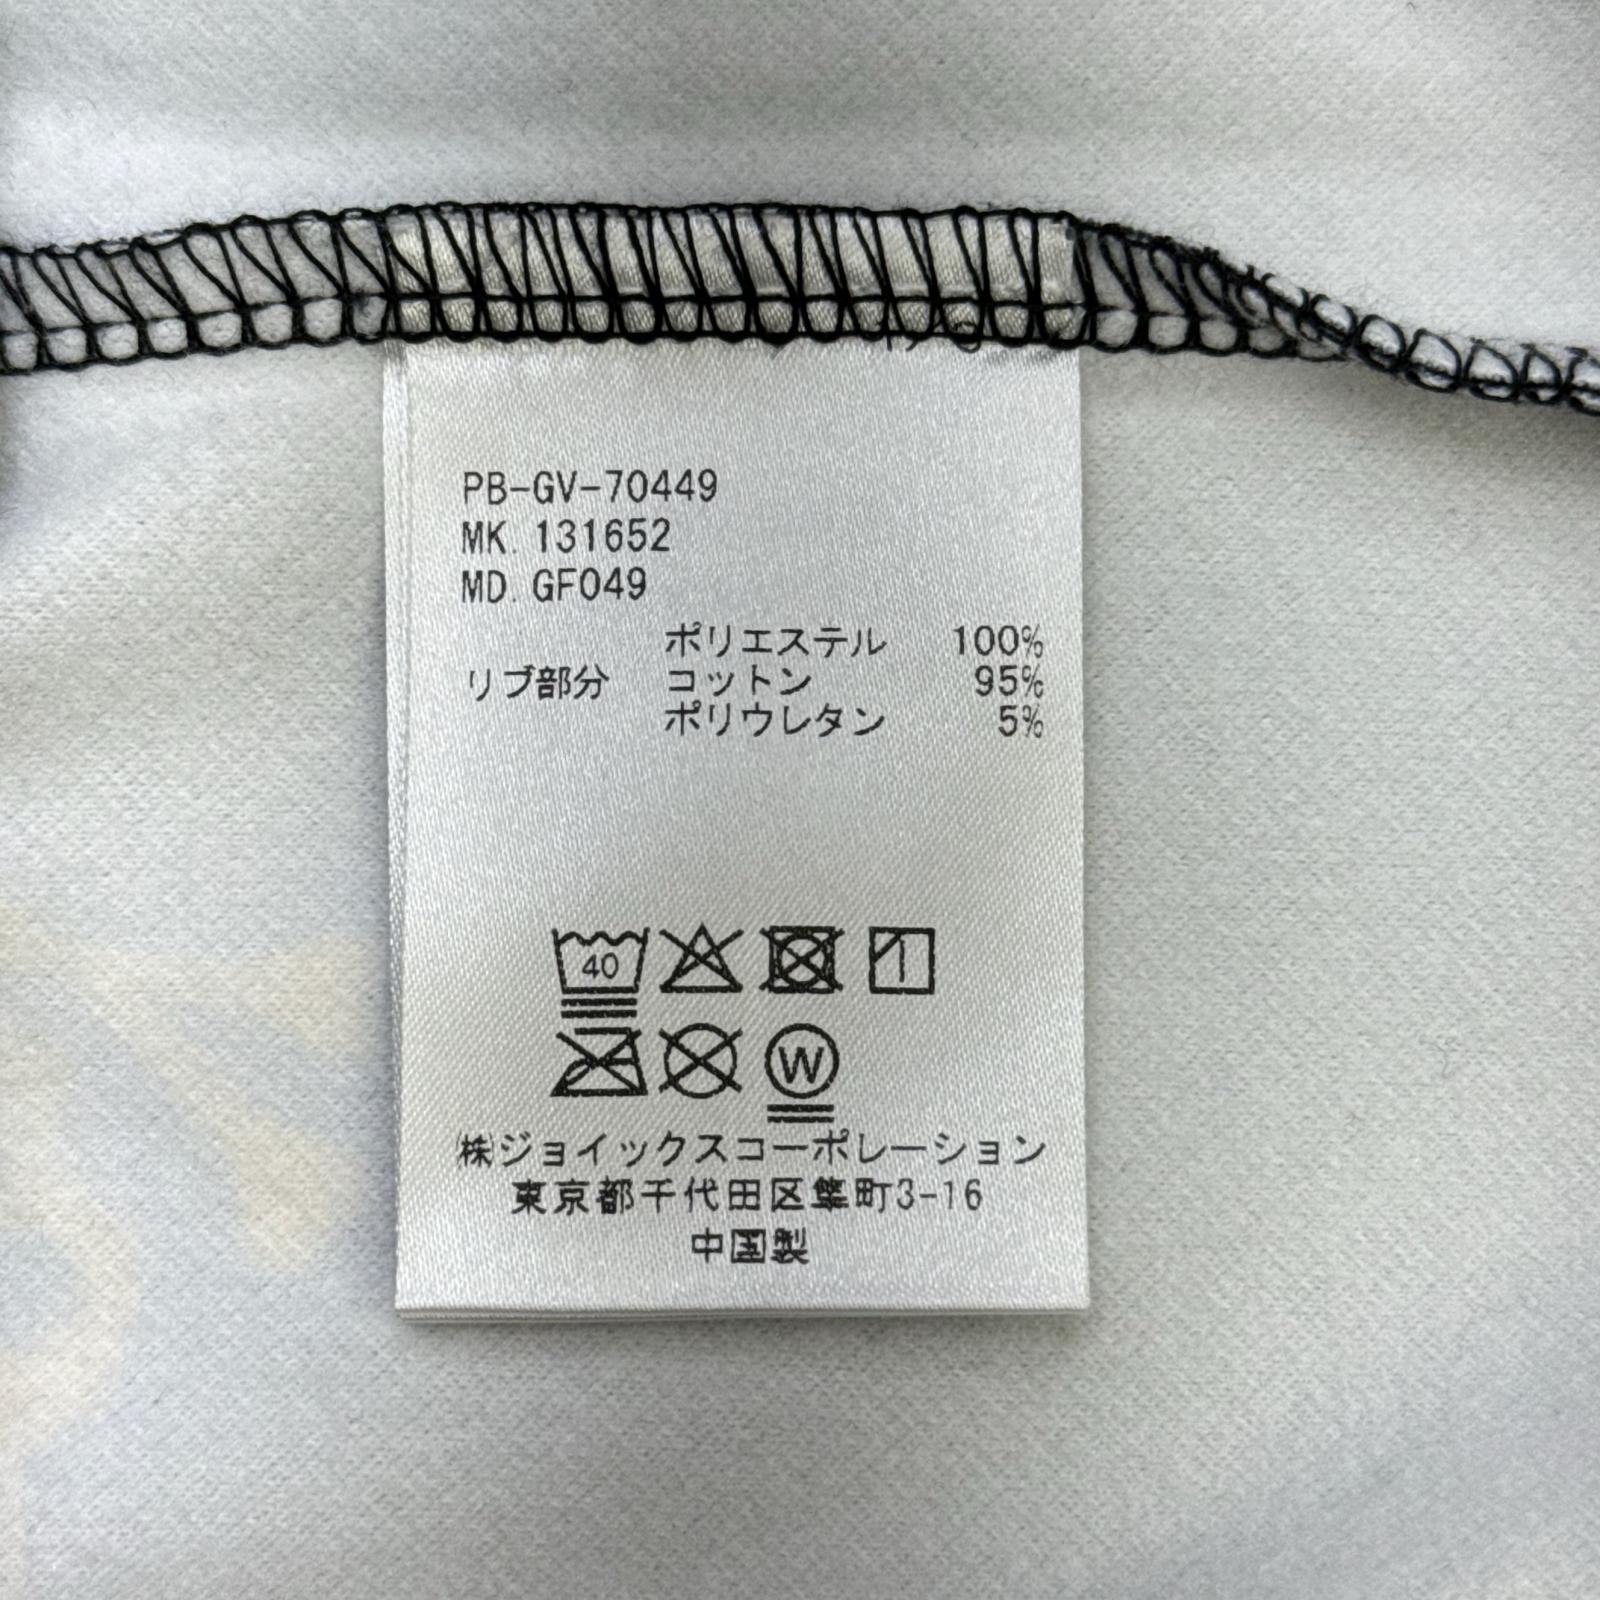 PB-GV-70449
MK. 131652
MD. GF049
ポリエステル 100%
リブ部分 コットン 95%
ポリウレタン 5%
40
W
㈱ジョイックスコーポレーション
東京都千代田区隼町3-16
中国製